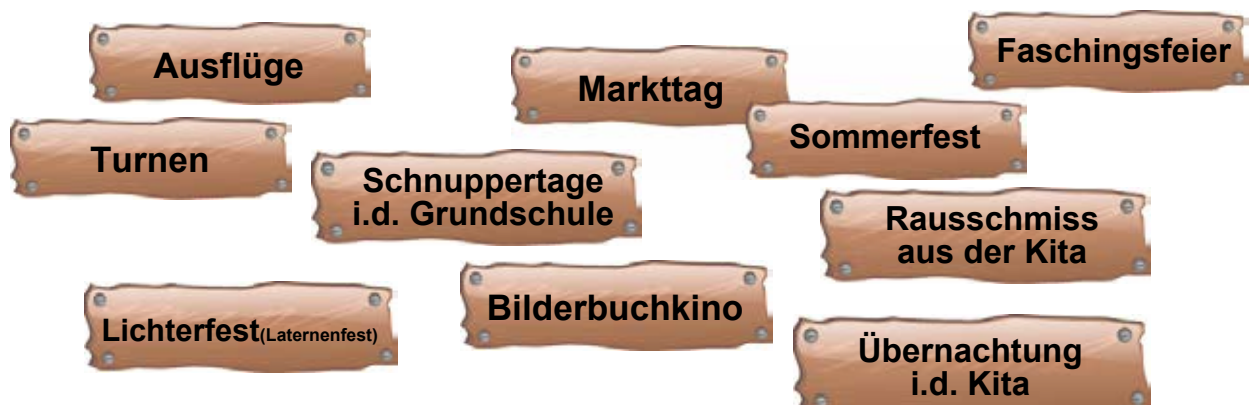 Ausflüge
Markttag
Faschingsfeier
Turnen
Sommerfest
Schnuppertage
i.d. Grundschule
Rausschmiss
aus der Kita
Lichterfest(Laternenfest)
Bilderbuchkino
Übernachtung
i.d. Kita